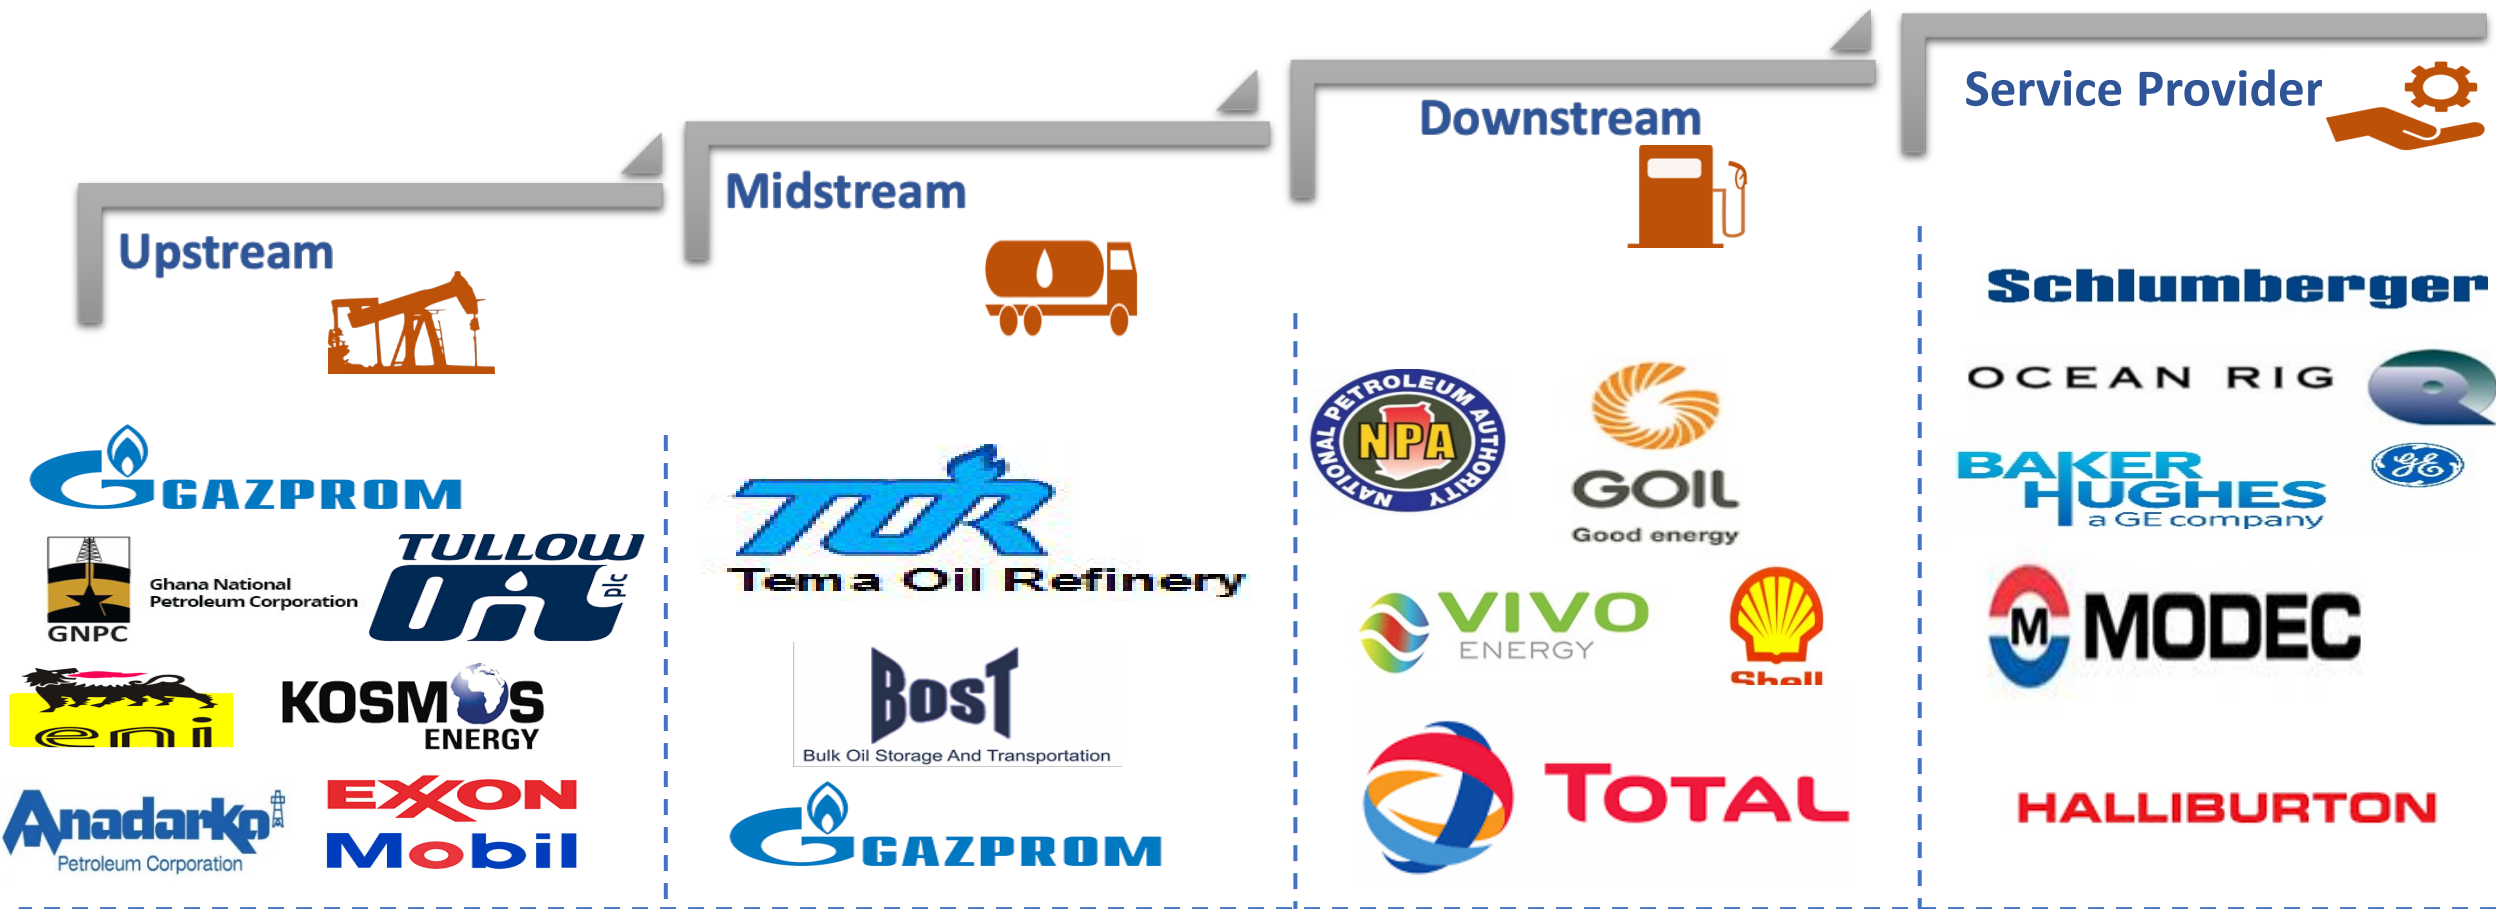 Upstream
GAZPROM
GNPC
Ghana National
Petroleum Corporation
TULLOW
Oil plc
eni
KOSMOS
ENERGY
Anadarko
Petroleum Corporation
EXXON
Mobil
Midstream
TOR
Tema Oil Refinery
BOST
Bulk Oil Storage And Transportation
GAZPROM
Downstream
NATIONAL PETROLEUM AUTHORITY
NPA
GOIL
Good energy
VIVO
ENERGY
Shell
TOTAL
Service Provider
Schlumberger
OCEAN RIG
BAKER
HUGHES
a GE company
GE
M MODEC
HALLIBURTON